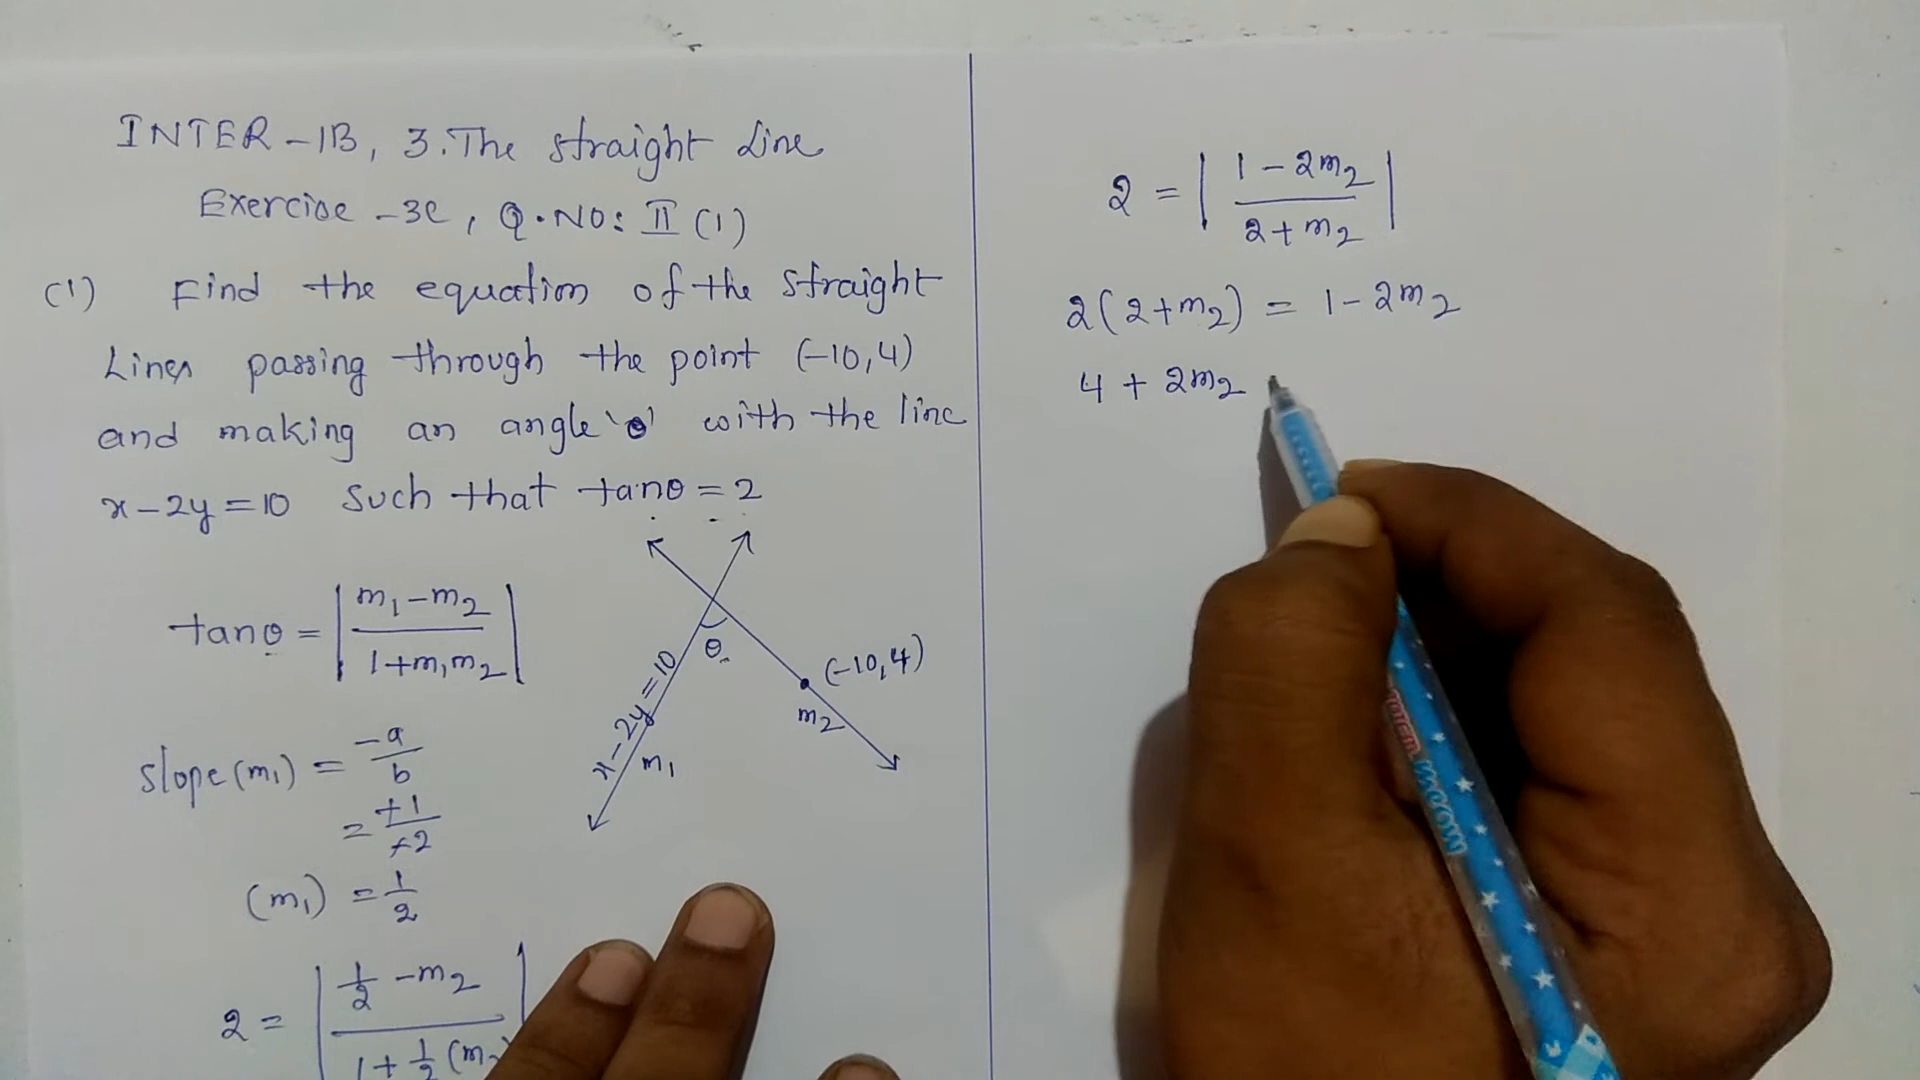 INTER-1B, 3. The straight Line
Exercise -3C, Q.NO: II (1)
(1) Find the equation of the straight
Lines passing through the point (-10,4)
and making an angle 'θ' with the line
x-2y=10 such that tanθ=2
tanθ = |(m₁-m₂)/(1+m₁m₂)|
slope(m₁) = -a/b
= +1/+2
(m₁) = 1/2
2 = |(1/2 -m₂)/(1+1/2(m
x-2y=10
m₁
θ
(-10,4)
m₂
2 = |(1-2m₂)/(2+m₂)|
2(2+m₂) = 1-2m₂
4+2m₂
MEOW